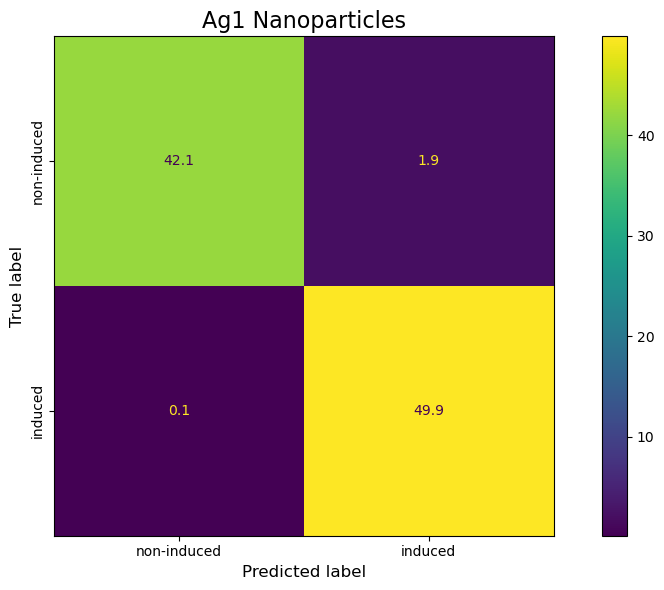 Ag1 Nanoparticles
True label
non-induced
induced
42.1
1.9
0.1
49.9
non-induced
induced
Predicted label
40
30
20
10